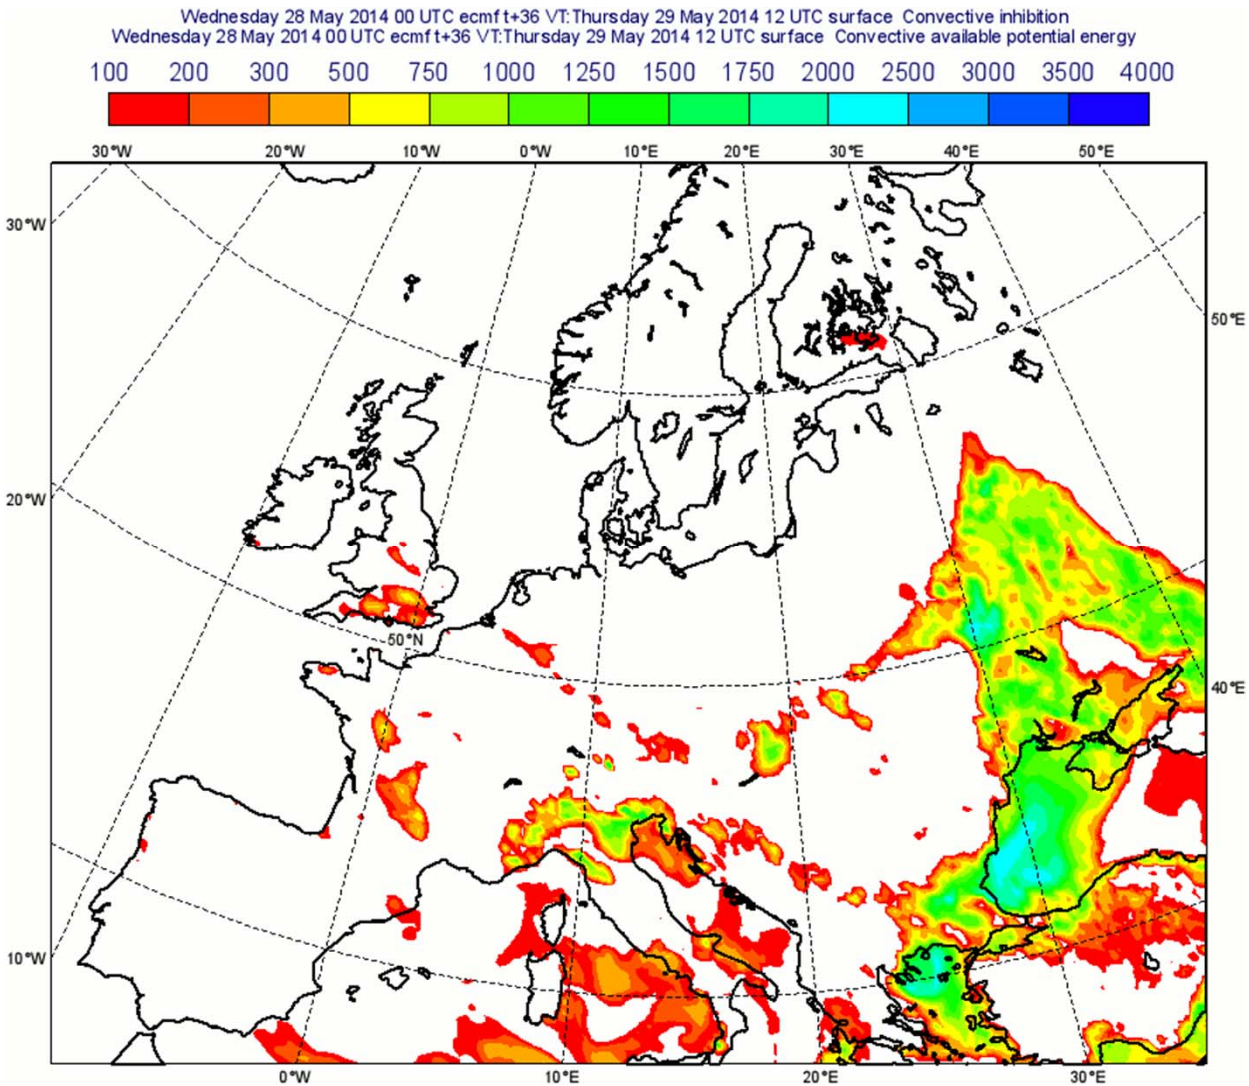 Wednesday 28 May 2014 00 UTC ecmf t+36 VT:Thursday 29 May 2014 12 UTC surface Convective inhibition
Wednesday 28 May 2014 00 UTC ecmf t+36 VT:Thursday 29 May 2014 12 UTC surface Convective available potential energy
100 200 300 500 750 1000 1250 1500 1750 2000 2500 3000 3500 4000
30°W 20°W 10°W 0°W 10°E 20°E 30°E 40°E 50°E
30°W
50°E
20°W
50°N
40°E
10°W
0°W 10°E 20°E 30°E